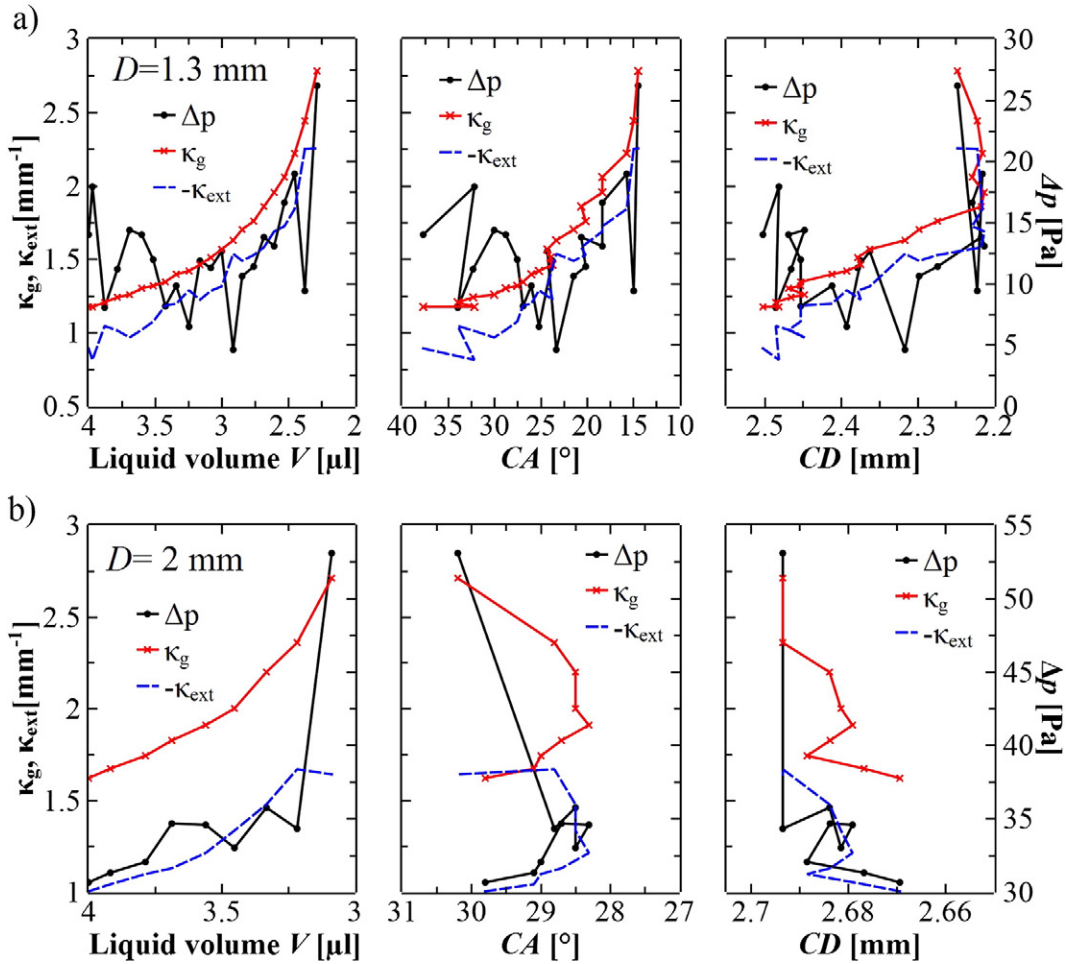 a)
κg, κext[mm-1]
3
2.5
2
1.5
1
0.5
D=1.3 mm
Δp
κg
-κext
4
3.5
3
2.5
2
Liquid volume V [µl]
Δp
κg
-κext
40
35
30
25
20
15
10
CA [°]
Δp
κg
-κext
2.5
2.4
2.3
2.2
CD [mm]
30
25
20
15
10
5
0
Δp [Pa]
b)
κg, κext[mm-1]
3
2.5
2
1.5
1
D= 2 mm
Δp
κg
-κext
4
3.5
3
Liquid volume V [µl]
Δp
κg
-κext
31
30
29
28
27
CA [°]
Δp
κg
-κext
2.7
2.68
2.66
CD [mm]
55
50
45
40
35
30
Δp [Pa]